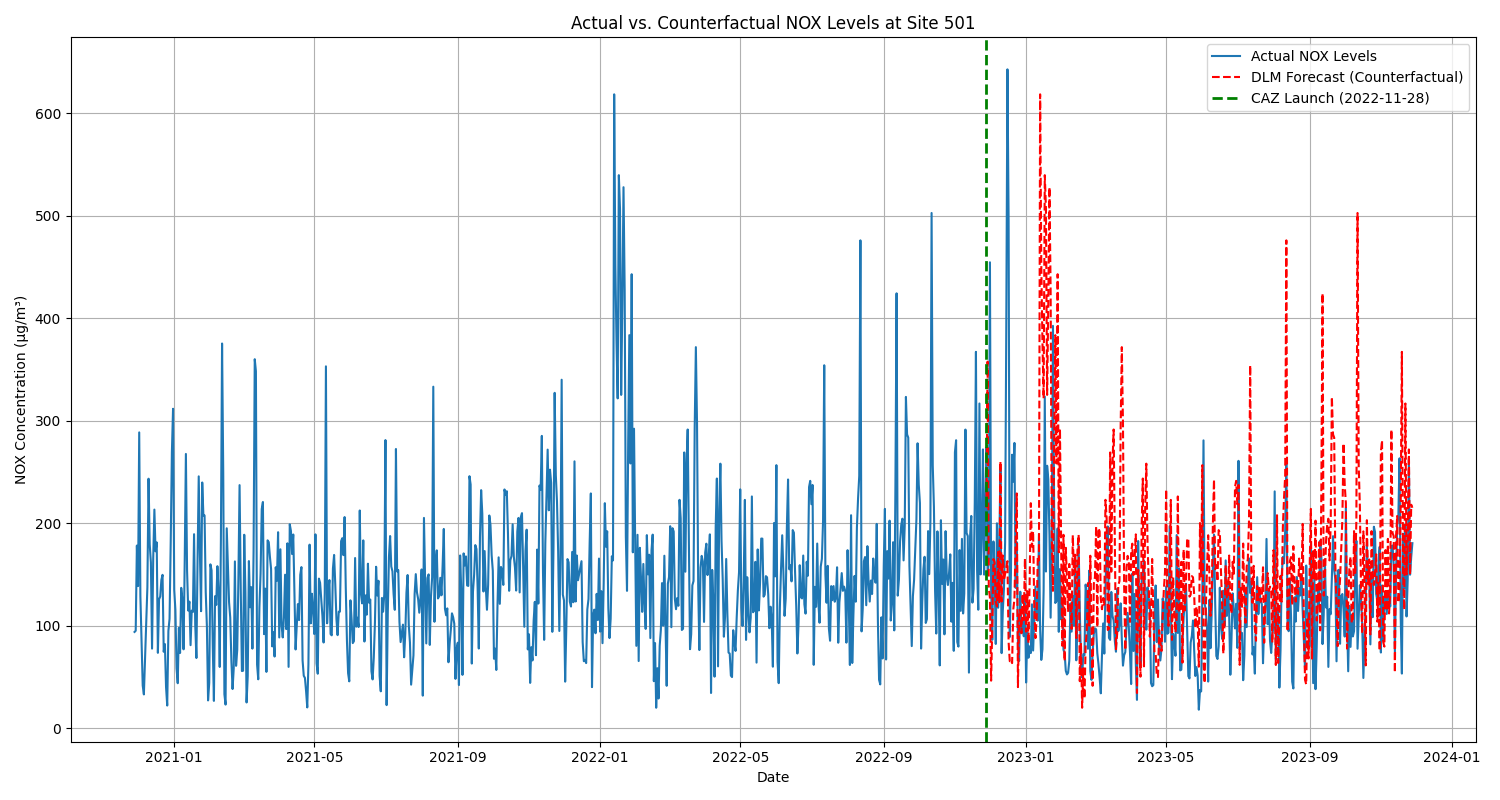 Actual vs. Counterfactual NOX Levels at Site 501
Actual NOX Levels
DLM Forecast (Counterfactual)
CAZ Launch (2022-11-28)
NOX Concentration (µg/m³)
600
500
400
300
200
100
0
2021-01
2021-05
2021-09
2022-01
2022-05
2022-09
2023-01
2023-05
2023-09
2024-01
Date